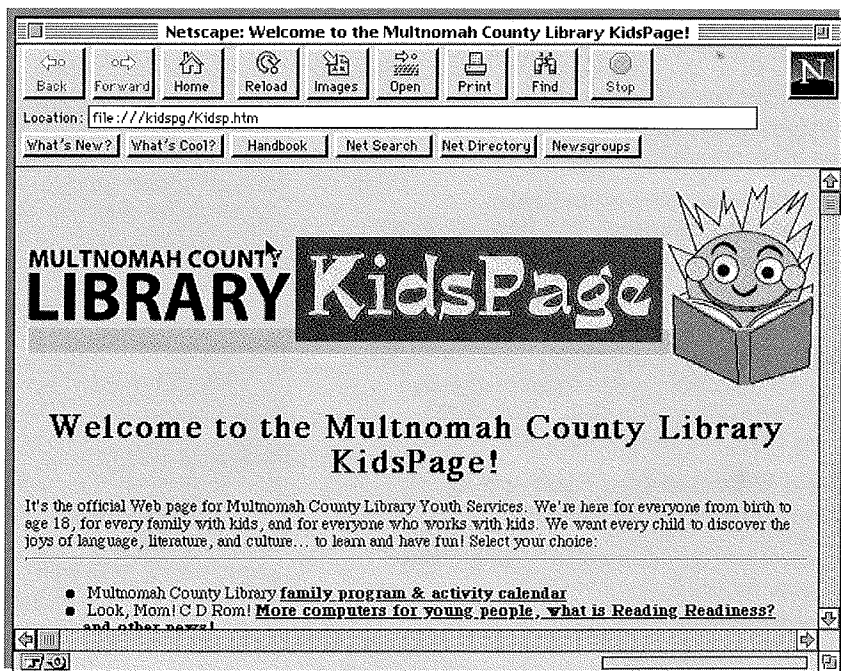 Netscape: Welcome to the Multnomah County Library KidsPage!
Back Forward Home Reload Images Open Print Find Stop
N
Location: file:///kidspg/Kidsp.htm
What's New? What's Cool? Handbook Net Search Net Directory Newsgroups
MULTNOMAH COUNTY
LIBRARY
KidsPage
Welcome to the Multnomah County Library
KidsPage!
It's the official Web page for Multnomah County Library Youth Services. We're here for everyone from birth to
age 18, for every family with kids, and for everyone who works with kids. We want every child to discover the
joys of language, literature, and culture... to learn and have fun! Select your choice:
● Multnomah County Library family program & activity calendar
● Look, Mom! C D Rom! More computers for young people, what is Reading Readiness?
and other news!